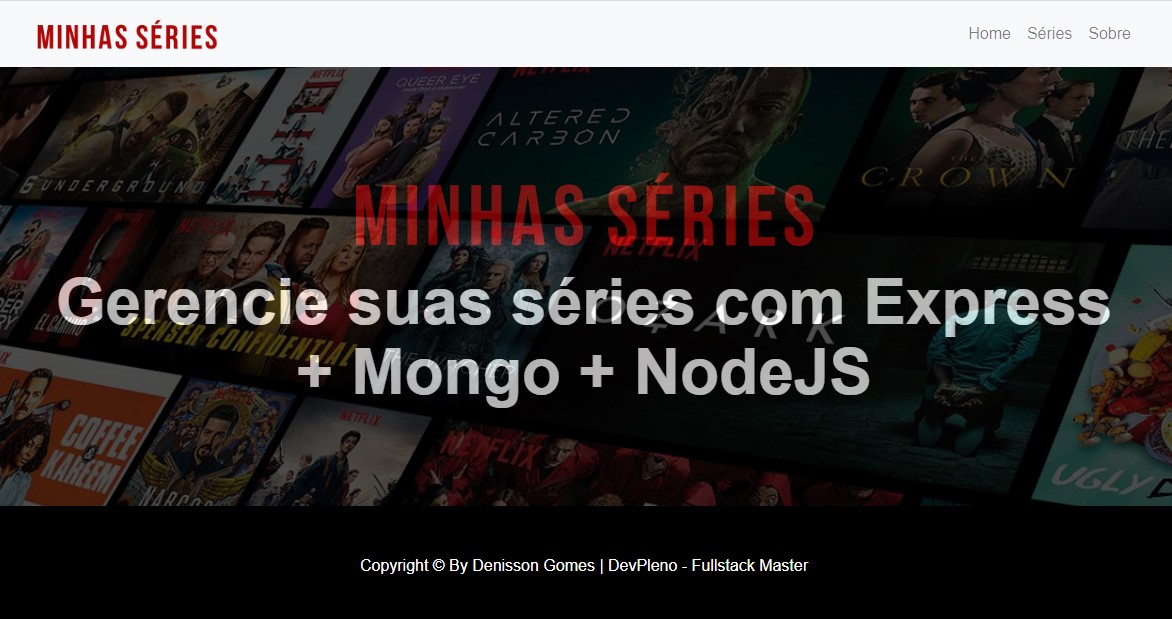 MINHAS SÉRIES
Home Séries Sobre
NETFLIX
QUEER EYE
NETFLIX
ALTERED
CARBON
6 UNDERGROUND
THE
CROWN
THE
MINHAS SÉRIES
NETFLIX
NETFLIX
Gerencie suas séries com Express
OZARK
EL CAMINO
SPENSER CONFIDENTIAL
+ Mongo + NodeJS
NETFLIX
COFFEE
&
KAREEM
NETFLIX
UGLY
Copyright © By Denisson Gomes | DevPleno - Fullstack Master